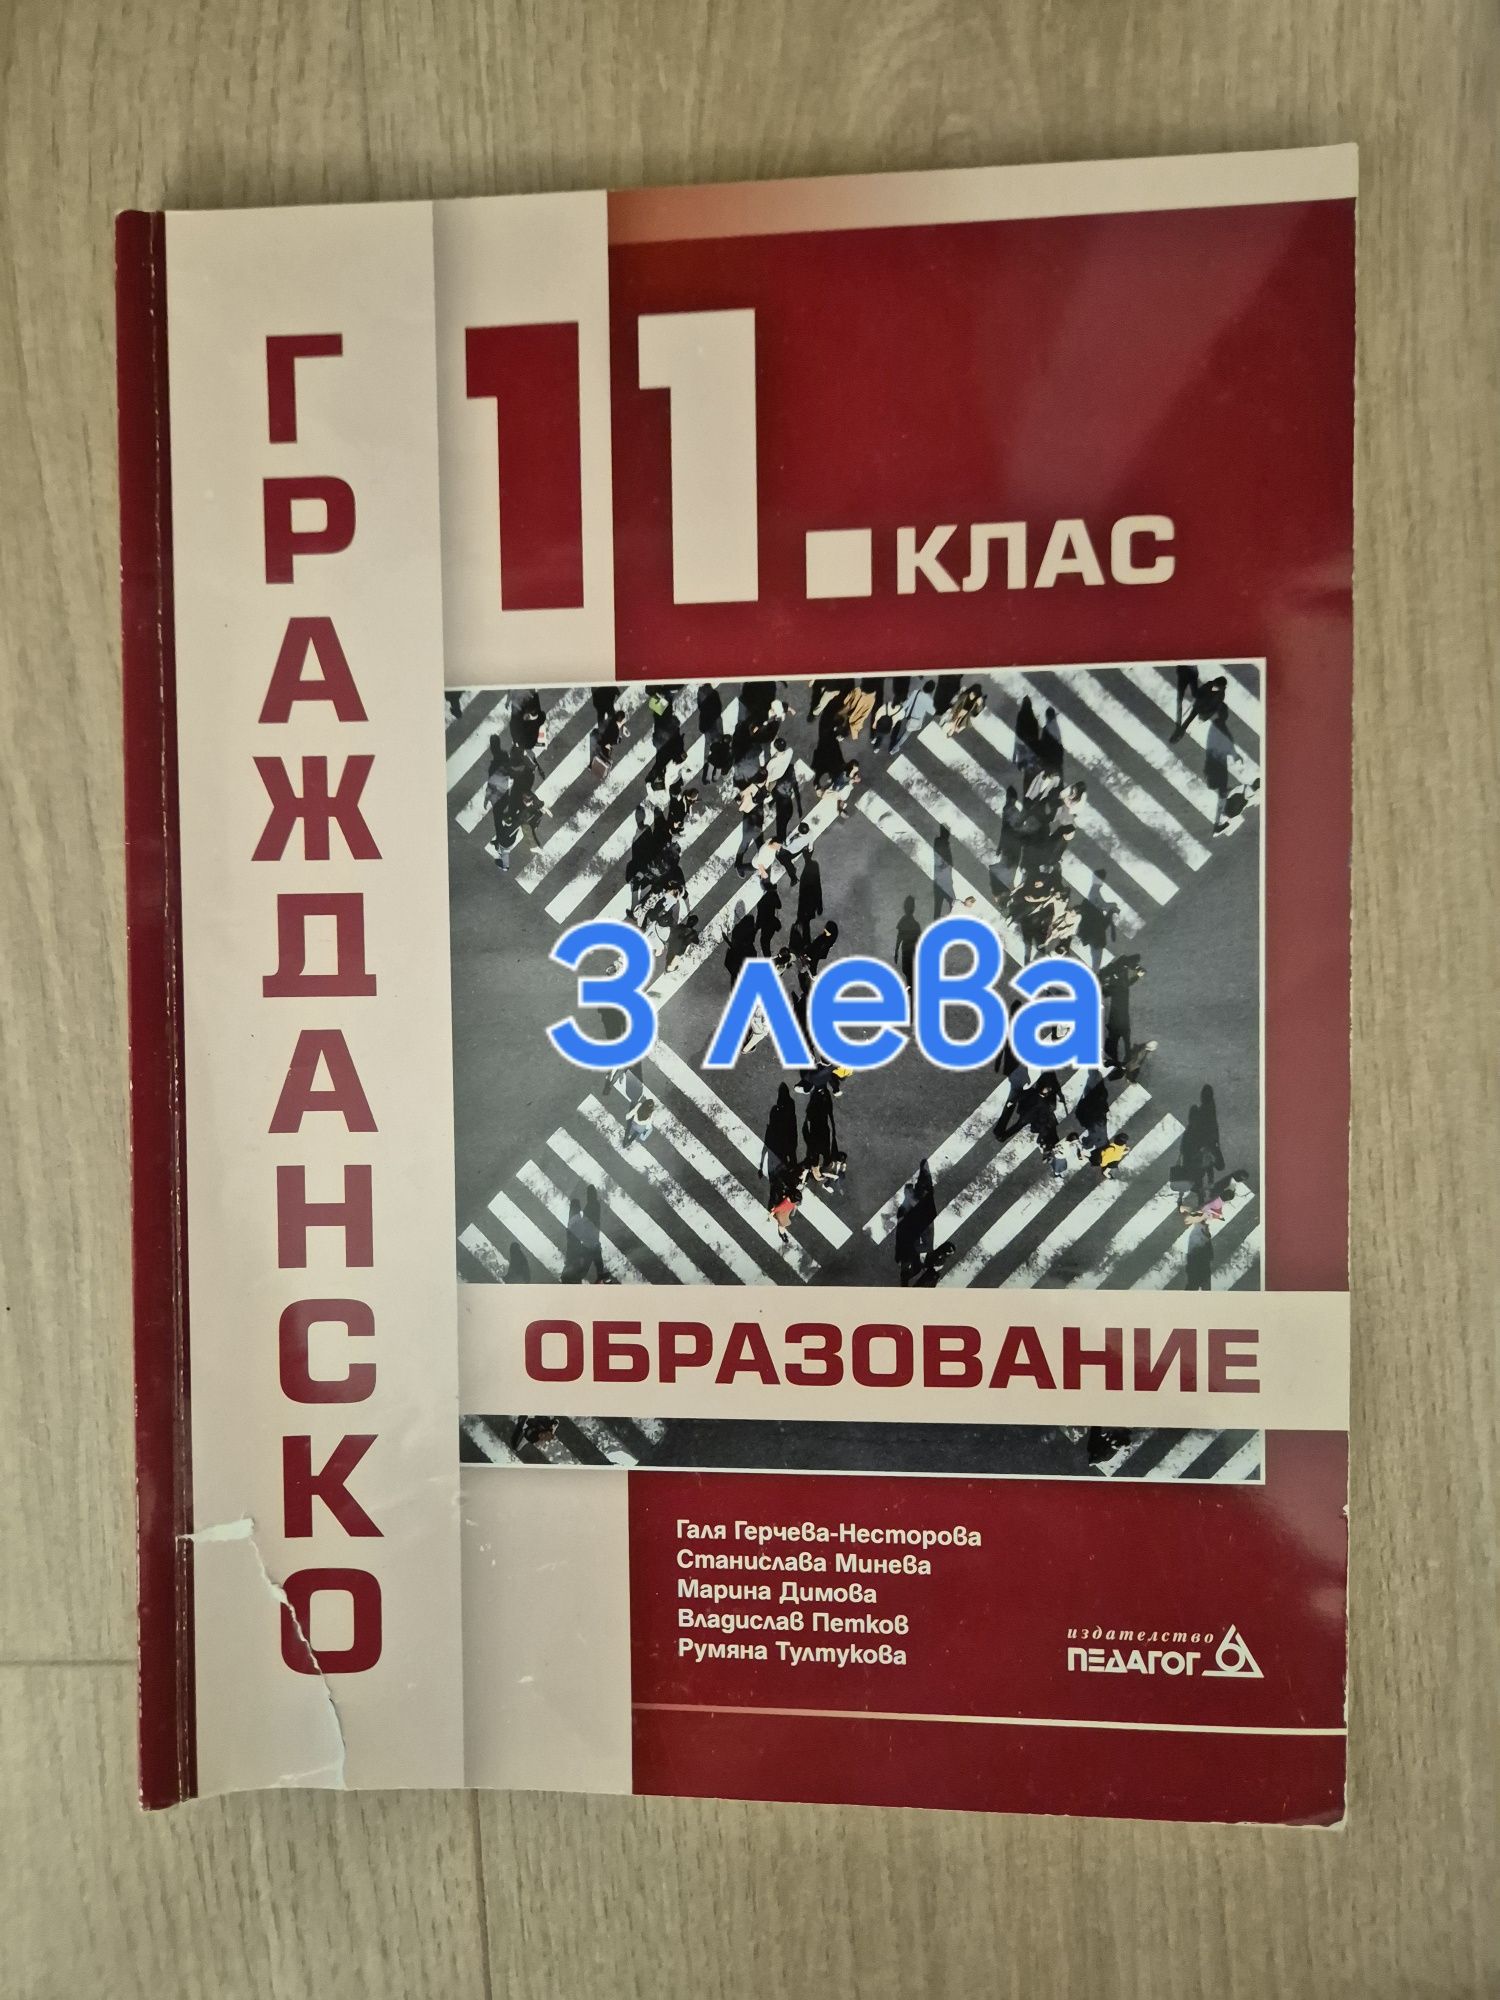 ГРАЖДАНСКО
11. КЛАС
3 лева
ОБРАЗОВАНИЕ
Галя Герчева-Несторова
Станислава Минева
Марина Димова
Владислав Петков
Румяна Тултукова
издателство
ПЕДАГОГ 6